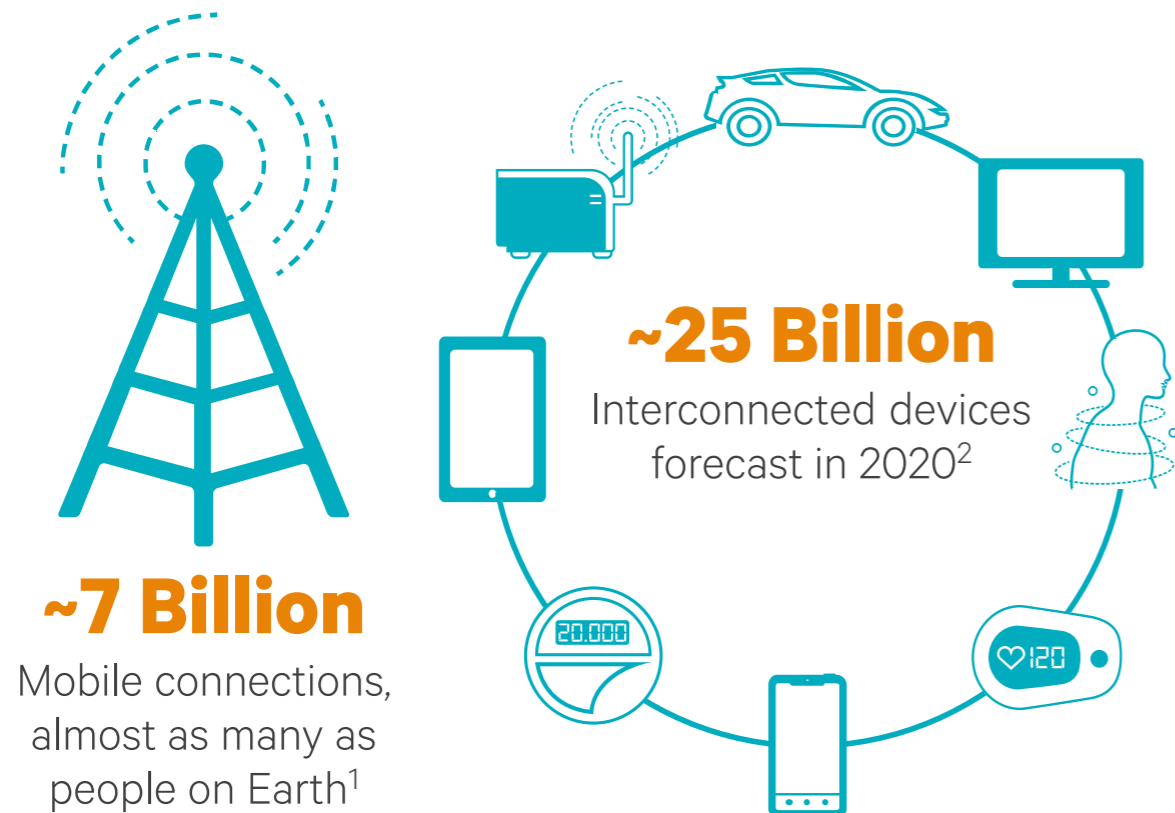 ~7 Billion
Mobile connections,
almost as many as
people on Earth¹
~25 Billion
Interconnected devices
forecast in 2020²
20.000
120